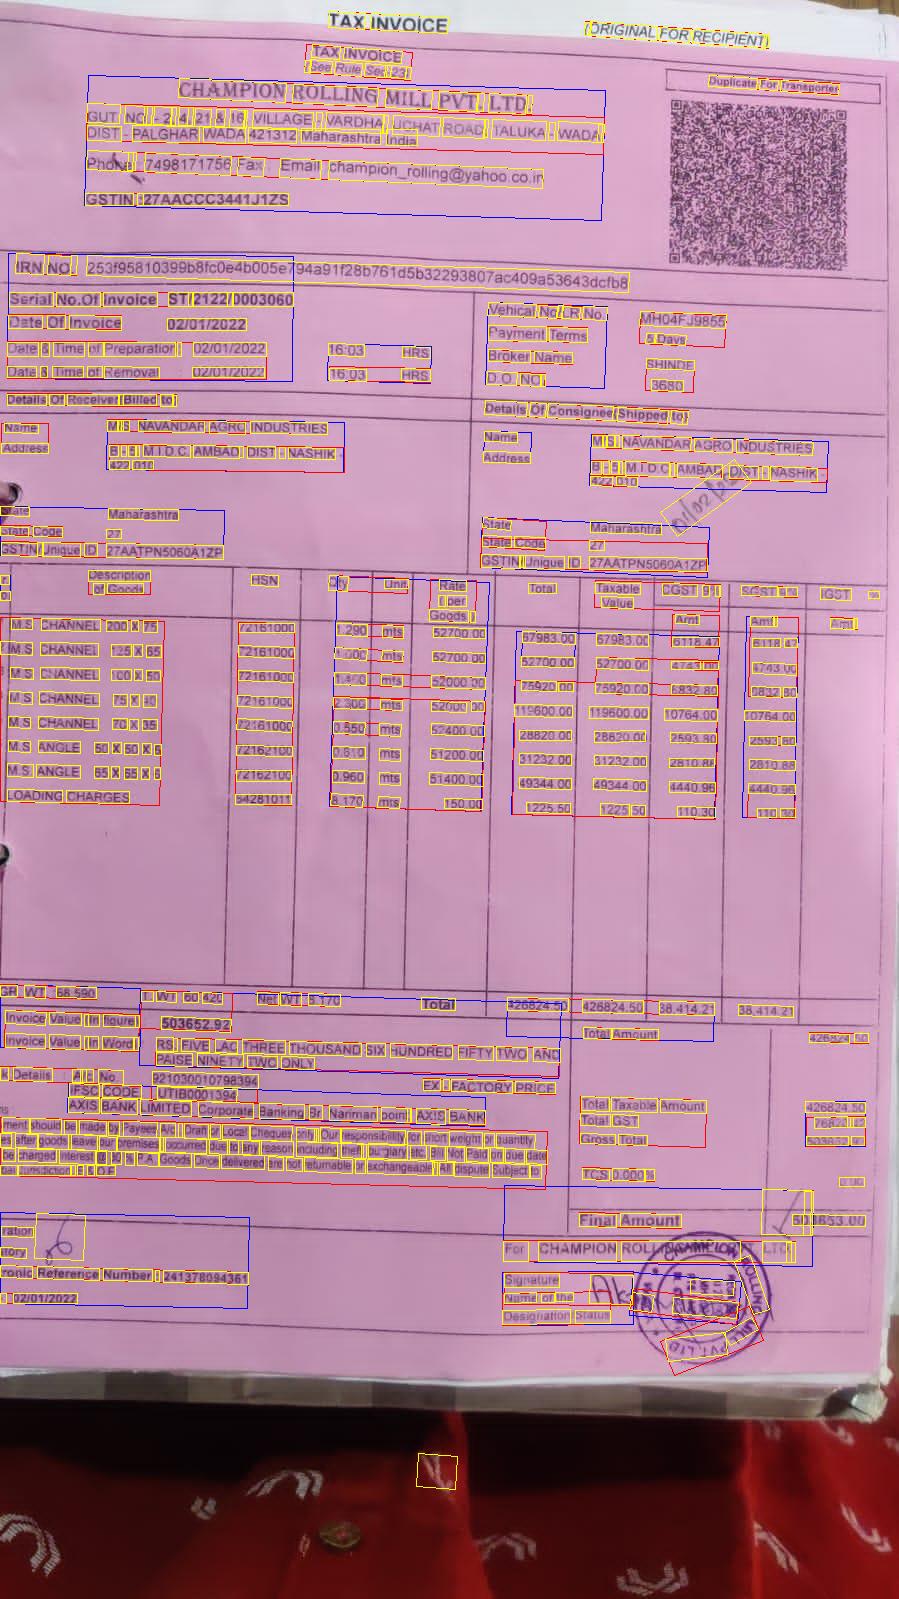 TAX INVOICE
(ORIGINAL FOR RECIPIENT)
TAX INVOICE
Duplicate For Transporter
CHAMPION ROLLING MILL PVT. LTD.
GUT NO. - 2, 4, 21 & 16, VILLAGE - VARDHA, UCHAT ROAD, TALUKA - WADA,
DIST - PALGHAR WADA 421312 Maharashtra India
Phone 7498171756 Fax : Email champion_rolling@yahoo.co.in
GSTIN :27AACCC3441J1ZS
IRN NO. 253f95810399b8fc0e4b005e794a91f28b761d5b32293807ac409a53643dcfb8
Serial No.Of Invoice ST/2122/0003060
Vehical No/LR No. MH04FJ9855
Date Of Invoice 02/01/2022
Payment Terms 5 Days
Date & Time of Preparation 02/01/2022 16:03 HRS
Broker Name SHINDE
Date & Time of Removal 02/01/2022 16:03 HRS
D.O. NO. 3680
Details Of Receiver(Billed to)
Details Of Consignee(Shipped to)
Name M/S. NAVANDAR AGRO INDUSTRIES
Name M/S. NAVANDAR AGRO INDUSTRIES
Address B - 5, M.I.D.C, AMBAD, DIST - NASHIK -
422 010
Address B - 5, M.I.D.C, AMBAD, DIST - NASHIK -
422 010
State Maharashtra
State Maharashtra
State Code 27
State Code 27
GSTIN/Unique ID 27AATPN5060A1ZP
GSTIN/Unique ID 27AATPN5060A1ZP
Description of Goods HSN Qty Unit Rate ( per Goods ) Total Taxable Value CGST 9% Amt SGST 9% Amt IGST % Amt
M.S. CHANNEL 200 X 75 72161000 1.290 mts 52700.00 67983.00 67983.00 6118.47 6118.47
M.S. CHANNEL 125 X 65 72161000 1.000 mts 52700.00 52700.00 52700.00 4743.00 4743.00
M.S. CHANNEL 100 X 50 72161000 1.460 mts 52000.00 75920.00 75920.00 6832.80 6832.80
M.S. CHANNEL 75 X 40 72161000 2.300 mts 52000.00 119600.00 119600.00 10764.00 10764.00
M.S. CHANNEL 70 X 35 72161000 0.550 mts 52400.00 28820.00 28820.00 2593.80 2593.80
M.S. ANGLE 50 X 50 X 6 72162100 0.610 mts 51200.00 31232.00 31232.00 2810.88 2810.88
M.S. ANGLE 65 X 65 X 6 72162100 0.960 mts 51400.00 49344.00 49344.00 4440.96 4440.96
LOADING CHARGES 84281011 8.170 mts 150.00 1225.50 1225.50 110.30 110.30
GR. WT. 68.590 T. WT 60.420 Net WT 8.170 Total 426824.50 426824.50 38,414.21 38,414.21
Invoice Value (In figure) 503652.92
Total Amount 426824.50
Invoice Value (In Word) RS. FIVE LAC THREE THOUSAND SIX HUNDRED FIFTY TWO AND
PAISE NINETY TWO ONLY
Details : A/c No. 921030010798394
EX - FACTORY PRICE
IFSC CODE UTIB0001394
AXIS BANK LIMITED, Corporate Banking Br. Nariman point, AXIS BANK
Total Taxable Amount 426824.50
Total GST 76828.42
Gross Total 503652.92
ment should be made by Payees A/c Draft or Local Cheques only. Our responsibility for short weight or quantity
after goods leave our premises occurred due to any reason including theft, burglary etc. Bill Not Paid on due date
be charged interest @ 30 % P.A. Goods Once delivered are not returnable or exchangeable. All dispute Subject to
Jurisdiction. E & O.E
TCS 0.000% 0.00
Final Amount 503653.00
For CHAMPION ROLLING MILL PVT. LTD.
ronic Reference Number : 241378094361
02/01/2022
Signature
Name of the
Designation Status